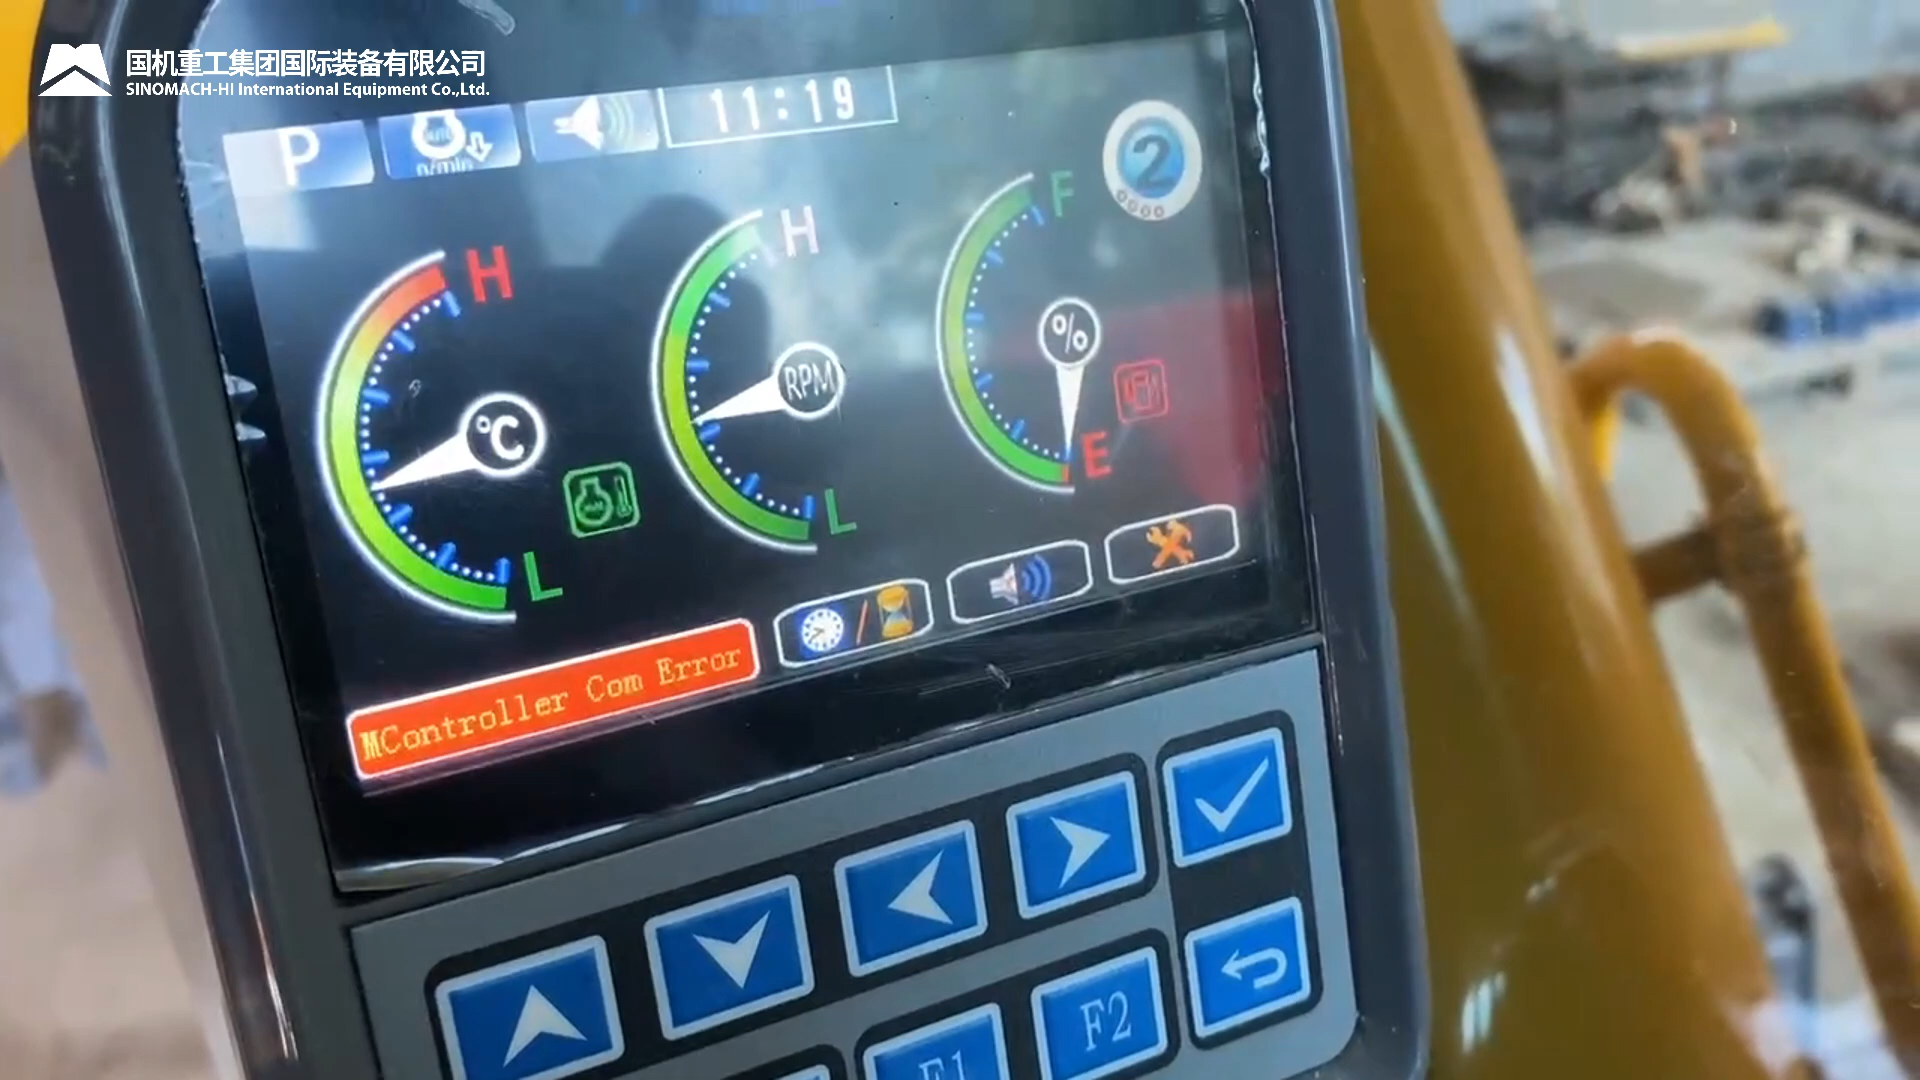 国机重工集团国际装备有限公司
SINOMACH-HI International Equipment Co.,Ltd.
P
n/min
11:19
2
H
°C
L
H
RPM
L
F
%
E
MController Com Error
F1
F2